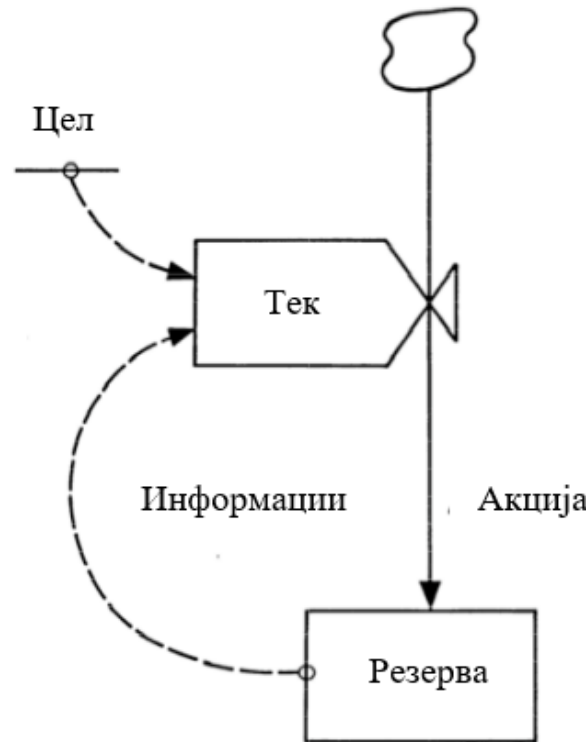 Цел
Тек
Информации
Акција
Резерва